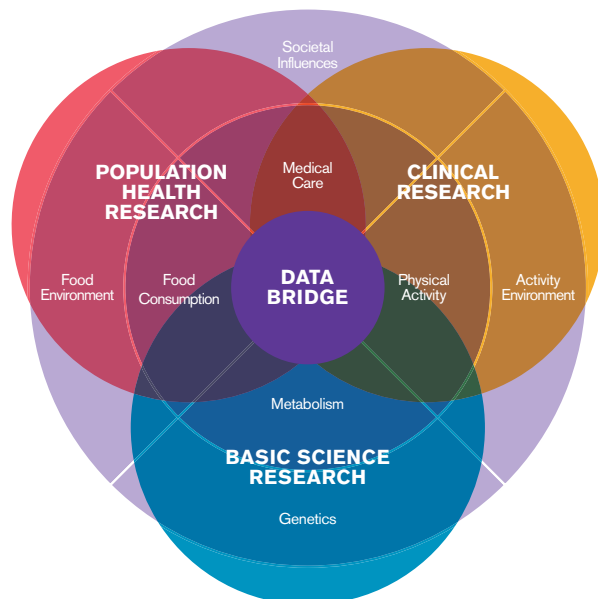 Societal
Influences
Medical
Care
POPULATION
HEALTH
RESEARCH
CLINICAL
RESEARCH
Food
Environment
Food
Consumption
DATA
BRIDGE
Physical
Activity
Activity
Environment
Metabolism
BASIC SCIENCE
RESEARCH
Genetics